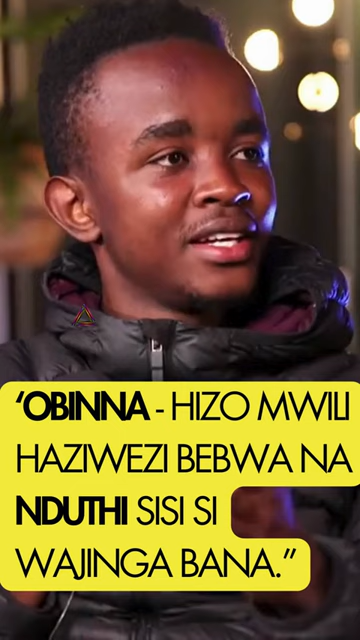 ‘OBINNA - HIZO MWILI
HAZIWEZI BEBWA NA
NDUTHI SISI SI
WAJINGA BANA.”